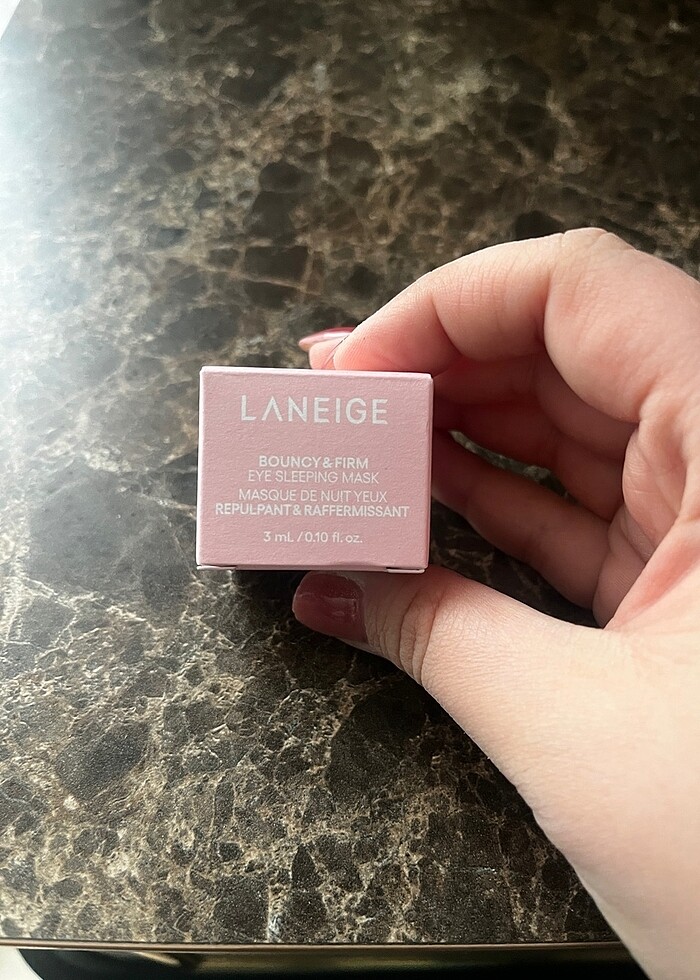 LANEIGE
BOUNCY & FIRM
EYE SLEEPING MASK
MASQUE DE NUIT YEUX
REPULPANT & RAFFERMISSANT
3 mL / 0.10 fl. oz.